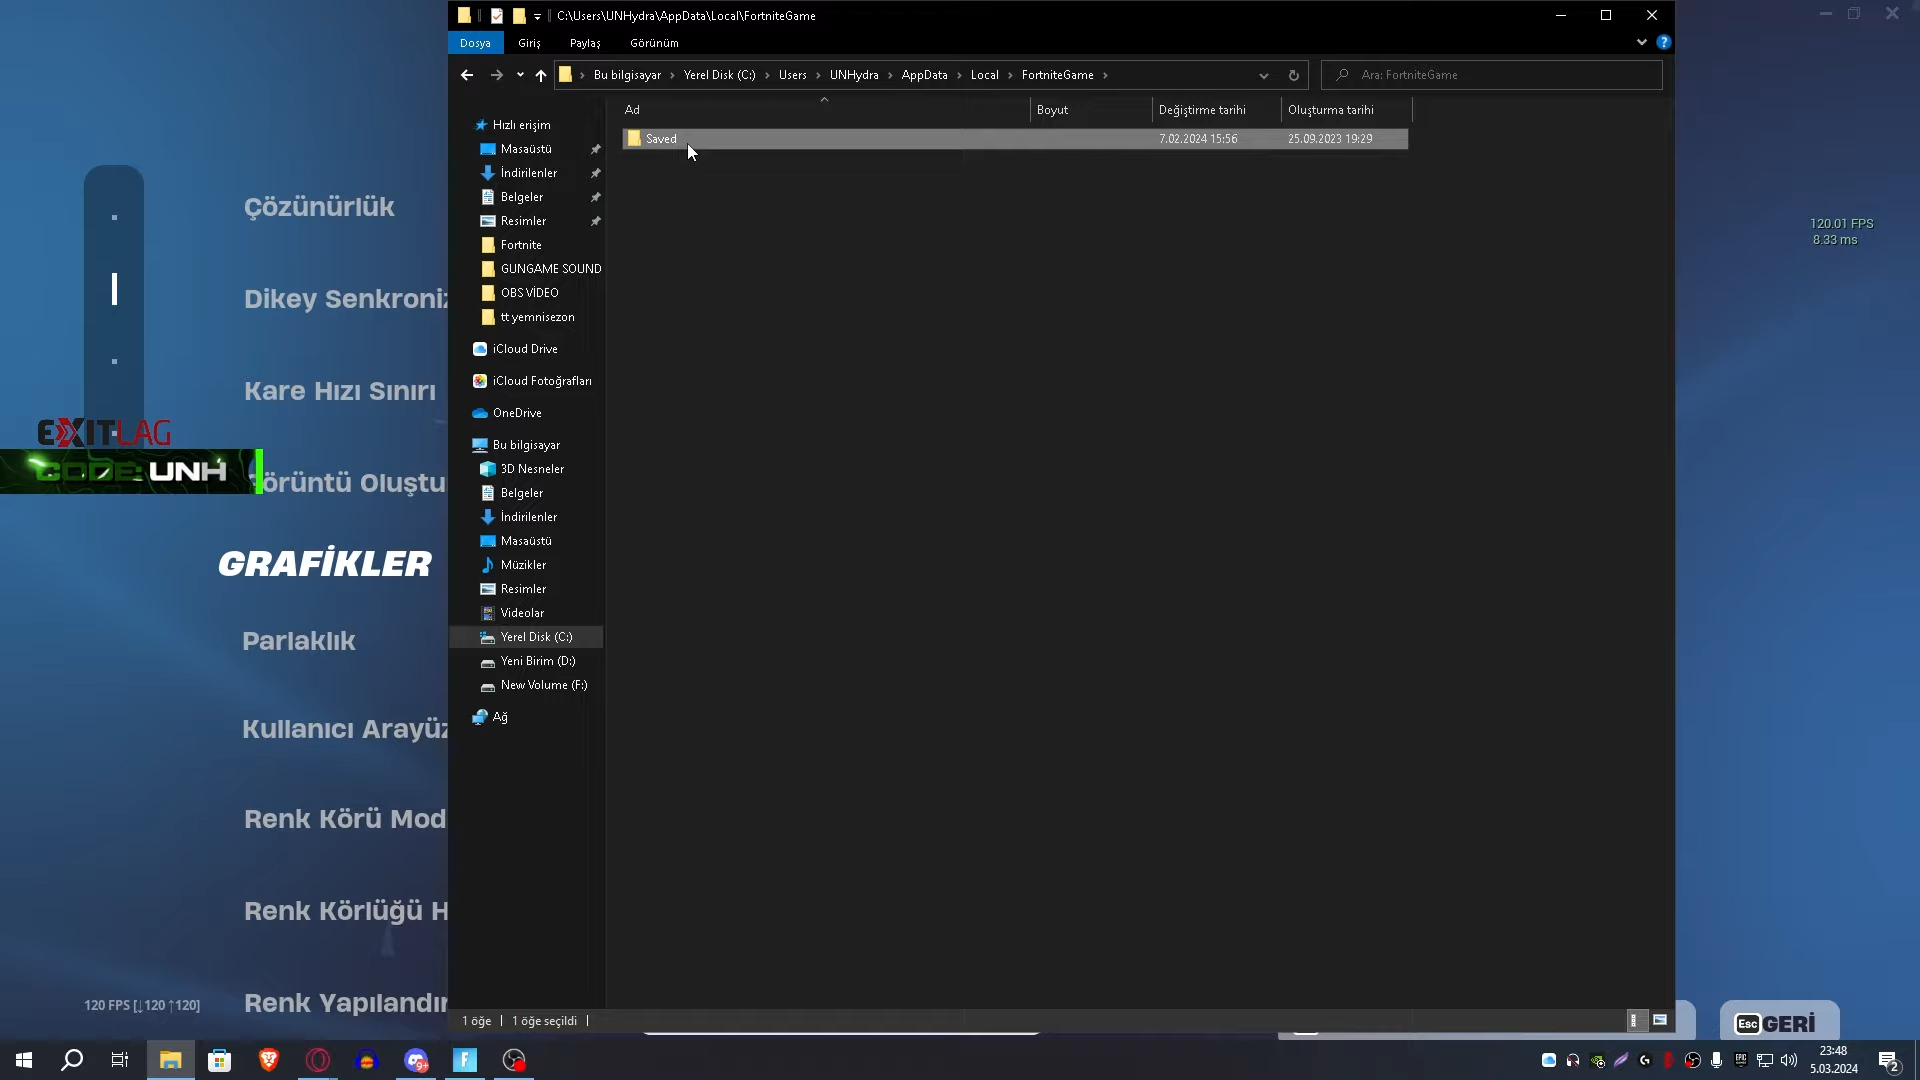 C:\Users\UNHydra\AppData\Local\FortniteGame
Dosya Giriş Paylaş Görünüm
Bu bilgisayar Yerel Disk (C:) Users UNHydra AppData Local FortniteGame
Ara: FortniteGame
Ad Boyut Değiştirme tarihi Oluşturma tarihi
Saved 7.02.2024 15:56 25.09.2023 19:29
Hızlı erişim
Masaüstü
İndirilenler
Belgeler
Resimler
Fortnite
GUNGAME SOUND
OBS VİDEO
tt yemnisezon
iCloud Drive
iCloud Fotoğrafları
OneDrive
Bu bilgisayar
3D Nesneler
Belgeler
İndirilenler
Masaüstü
Müzikler
Resimler
Videolar
Yerel Disk (C:)
Yeni Birim (D:)
New Volume (F:)
Ağ
1 öğe 1 öğe seçildi
Çözünürlük
Dikey Senkroniz
Kare Hızı Sınırı
EXITLAG
CODE: UNH
örüntü Oluştu
GRAFİKLER
Parlaklık
Kullanıcı Arayüz
Renk Körü Mod
Renk Körlüğü H
Renk Yapılandır
120 FPS [↓120 ↑120]
120.01 FPS
8.33 ms
Esc GERİ
9+
23:48
5.03.2024
2